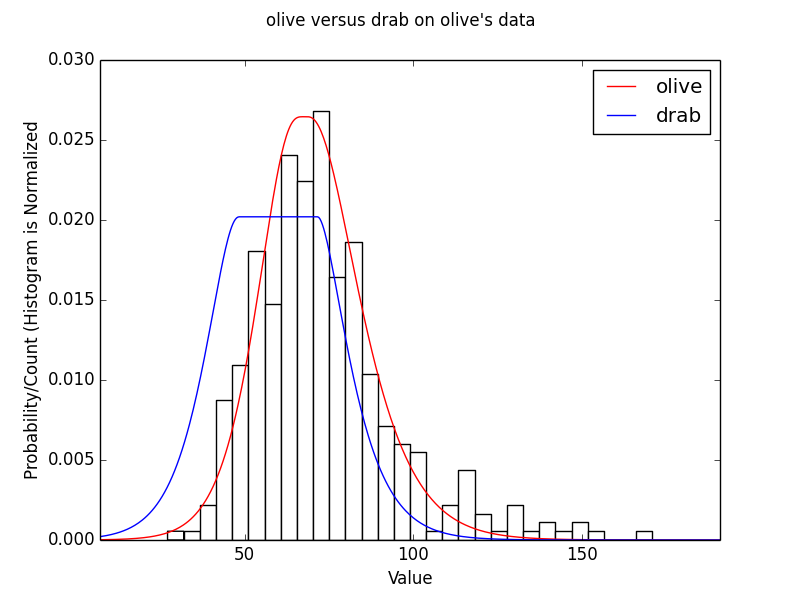 olive versus drab on olive's data
0.030
0.025
0.020
0.015
0.010
0.005
0.000
Probability/Count (Histogram is Normalized
olive
drab
50 100 150
Value